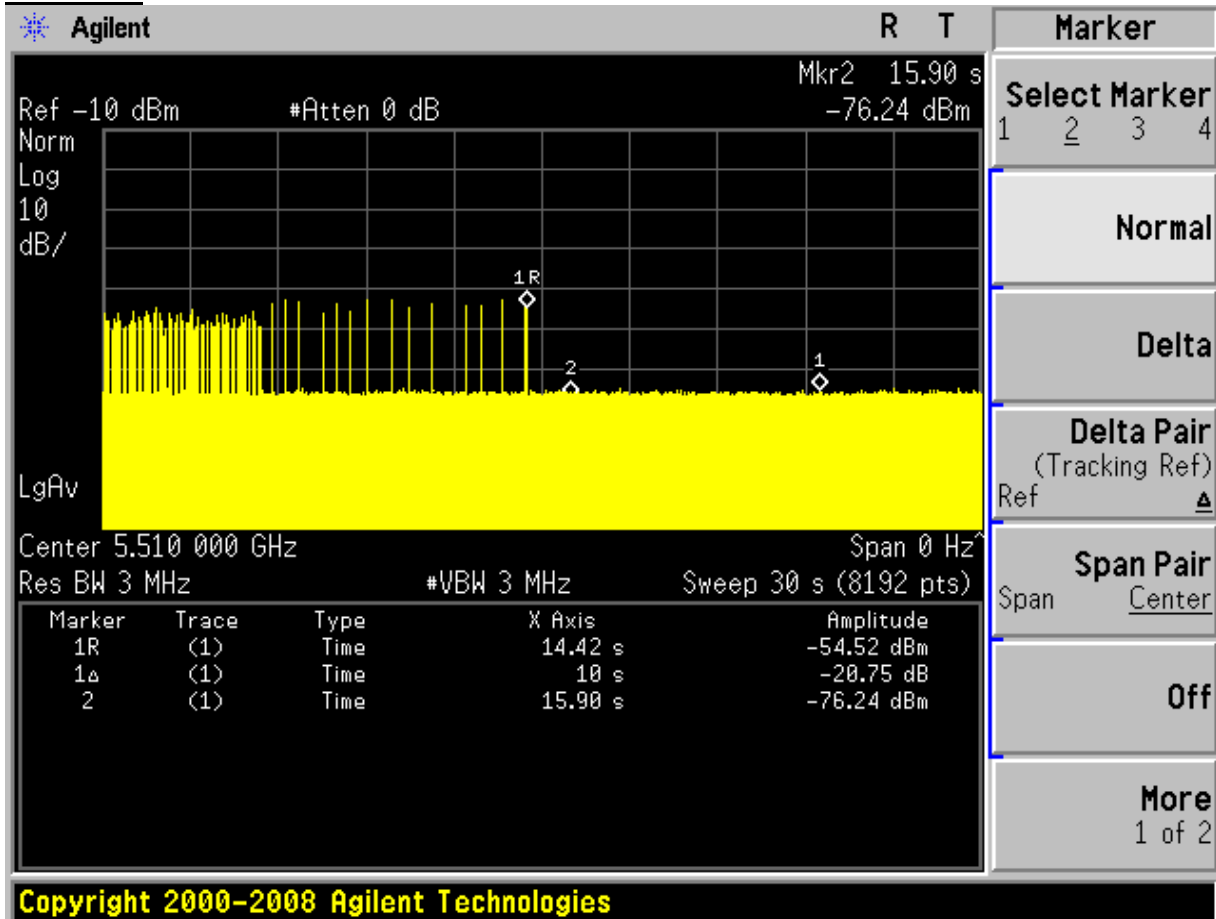 Agilent R T
Mkr2 15.90 s
Ref -10 dBm #Atten 0 dB -76.24 dBm
Norm
Log
10
dB/
1R
2
1
LgAv
Center 5.510 000 GHz Span 0 Hz^
Res BW 3 MHz #VBW 3 MHz Sweep 30 s (8192 pts)
Marker Trace Type X Axis Amplitude
1R (1) Time 14.42 s -54.52 dBm
1Δ (1) Time 10 s -20.75 dB
2 (1) Time 15.90 s -76.24 dBm
Marker
Select Marker
1 2 3 4
Normal
Delta
Delta Pair
(Tracking Ref)
Ref Δ
Span Pair
Span Center
Off
More
1 of 2
Copyright 2000-2008 Agilent Technologies